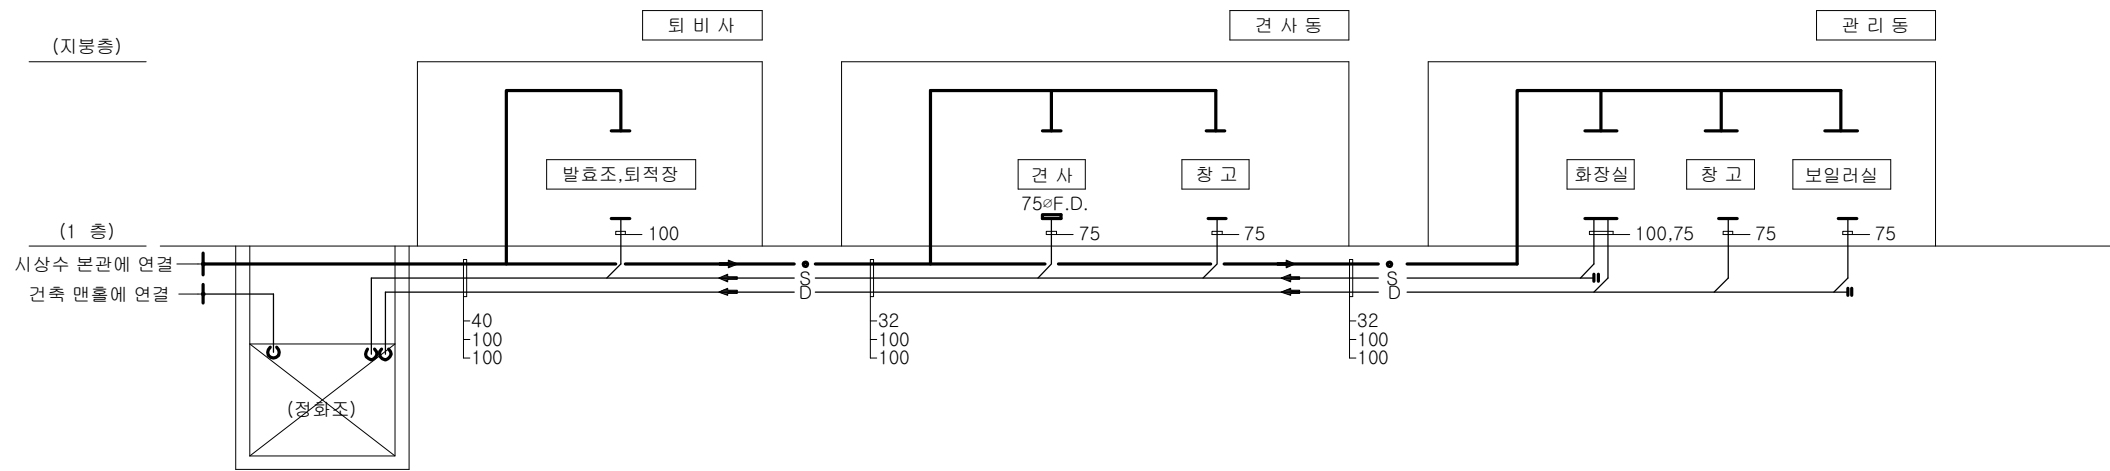 퇴 비 사
견 사 동
관 리 동
(지붕층)
발효조,퇴적장
견 사
창 고
화장실
창 고
보일러실
75⌀F.D.
(1 층)
100
75
75
100,75
75
75
시상수 본관에 연결
S
S
건축 맨홀에 연결
D
D
40
100
100
32
100
100
32
100
100
(정화조)